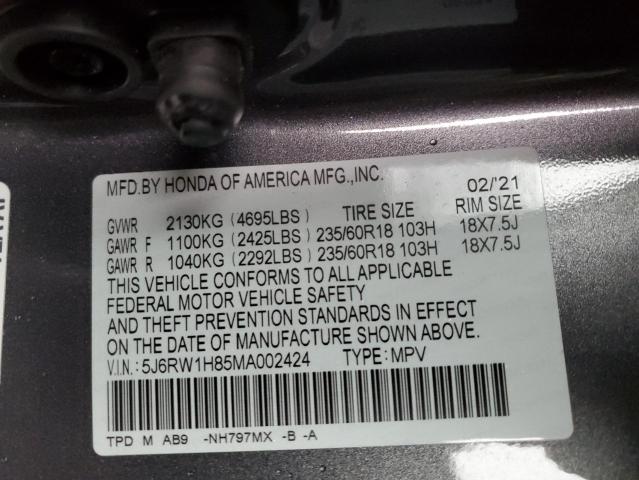 MFD.BY HONDA OF AMERICA MFG.,INC. 02/'21
GVWR 2130KG (4695LBS) TIRE SIZE RIM SIZE
GAWR F 1100KG (2425LBS) 235/60R18 103H 18X7.5J
GAWR R 1040KG (2292LBS) 235/60R18 103H 18X7.5J
THIS VEHICLE CONFORMS TO ALL APPLICABLE
FEDERAL MOTOR VEHICLE SAFETY
AND THEFT PREVENTION STANDARDS IN EFFECT
ON THE DATE OF MANUFACTURE SHOWN ABOVE.
V.I.N.: 5J6RW1H85MA002424 TYPE: MPV
TPD M AB9 -NH797MX -B -A